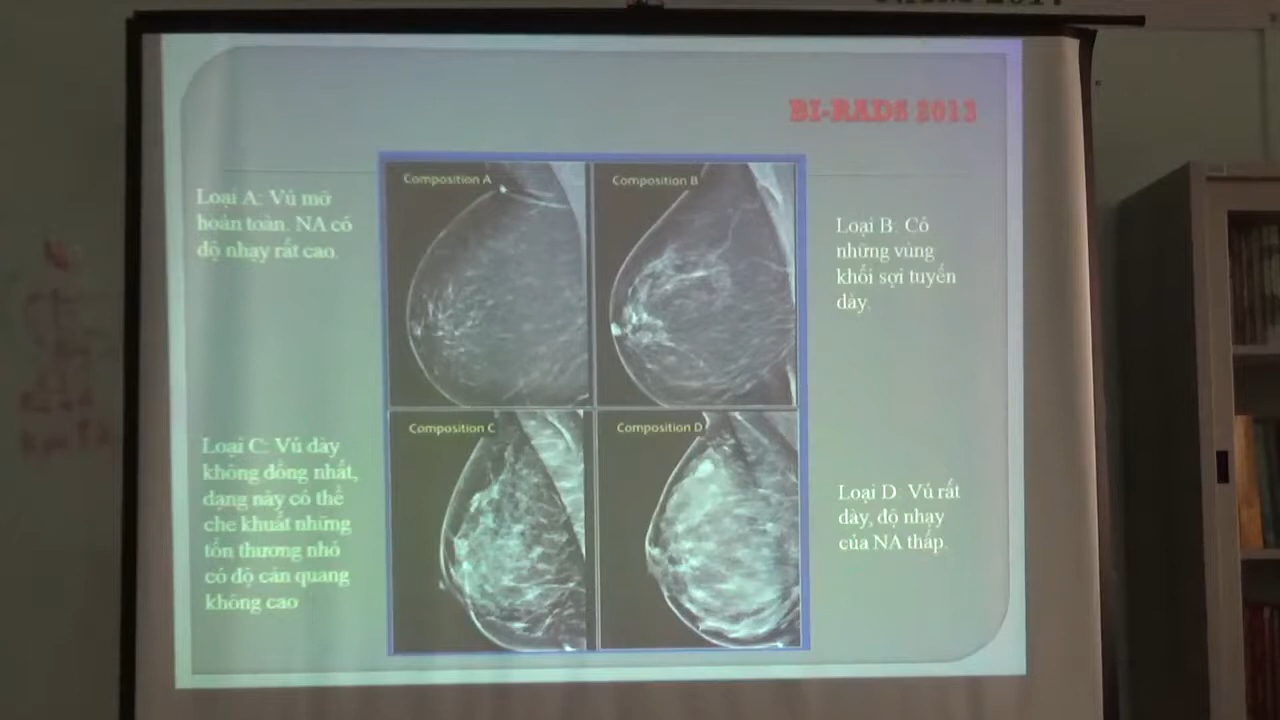 BI-RADS 2013
Loại A: Vú mỡ
hoàn toàn. NA có
độ nhạy rất cao.
Composition A
Composition B
Loại B: Có
những vùng
khối sợi tuyến
dày.
Loại C: Vú dày
không đồng nhất,
dạng này có thể
che khuất những
tổn thương nhỏ
có độ cản quang
không cao
Composition C
Composition D
Loại D: Vú rất
dày, độ nhạy
của NA thấp.